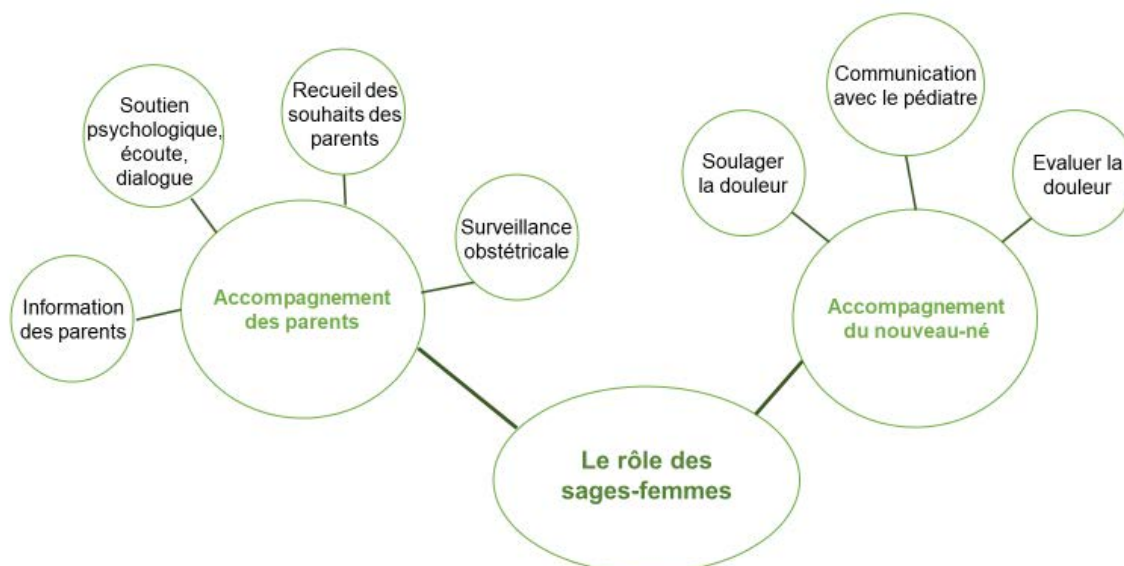 Soutien
psychologique,
écoute,
dialogue
Recueil des
souhaits des
parents
Surveillance
obstétricale
Information
des parents
Accompagnement
des parents
Communication
avec le pédiatre
Soulager
la douleur
Evaluer la
douleur
Accompagnement
du nouveau-né
Le rôle des
sages-femmes